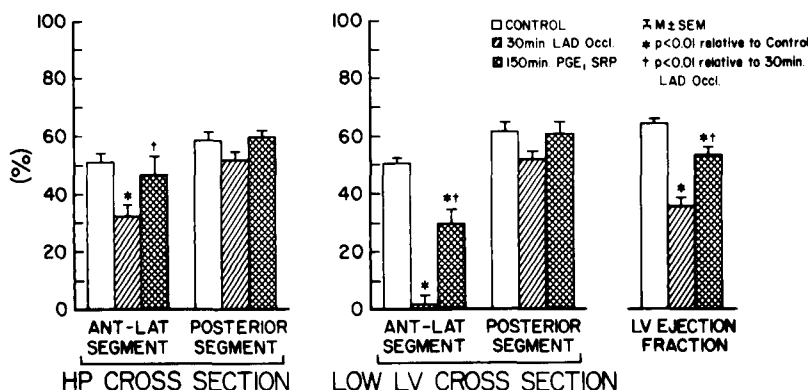 □ CONTROL
M ± SEM
30min LAD Occl.
* p<0.01 relative to Control
150min. PGE₁ SRP
† p<0.01 relative to 30min. LAD Occl.
(%)
100
80
60
40
20
0
*
†
ANT-LAT SEGMENT
POSTERIOR SEGMENT
HP CROSS SECTION
100
80
60
40
20
0
*
*†
ANT-LAT SEGMENT
POSTERIOR SEGMENT
LOW LV CROSS SECTION
*
*†
LV EJECTION FRACTION